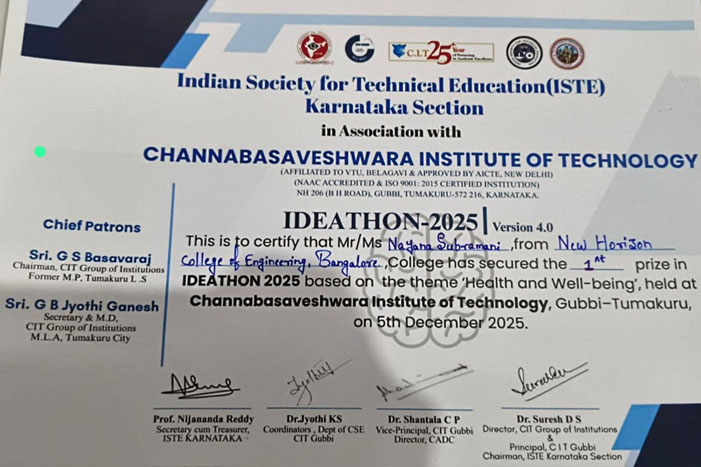 C.I.T 25 Year
Indian Society for Technical Education(ISTE)
Karnataka Section
in Association with
CHANNABASAVESHWARA INSTITUTE OF TECHNOLOGY
(AFFILIATED TO VTU, BELAGAVI & APPROVED BY AICTE, NEW DELHI)
(NAAC ACCREDITED & ISO 9001: 2015 CERTIFIED INSTITUTION)
NH 206 (B H ROAD), GUBBI, TUMAKURU-572 216, KARNATAKA.
Chief Patrons
Sri. G S Basavaraj
Chairman, CIT Group of Institutions
Former M.P, Tumakuru L .S
Sri. G B Jyothi Ganesh
Secretary & M.D,
CIT Group of Institutions
M.L.A, Tumakuru City
IDEATHON-2025 Version 4.0
This is to certify that Mr/Ms Nayana Subramani ,from New Horizon
College of Engineering, Bangalore ,College has secured the 1st prize in
IDEATHON 2025 based on the theme ‘Health and Well-being’, held at
Channabasaveshwara Institute of Technology, Gubbi-Tumakuru,
on 5th December 2025.
Prof. Nijananda Reddy
Secretary cum Treasurer,
ISTE KARNATAKA
Dr.Jyothi KS
Coordinators , Dept of CSE
CIT Gubbi
Dr. Shantala C P
Vice-Principal, CIT Gubbi
Director, CADC
Dr. Suresh D S
Director, CIT Group of Institutions
&
Principal, C I T Gubbi
Chairman, ISTE Karnataka Section